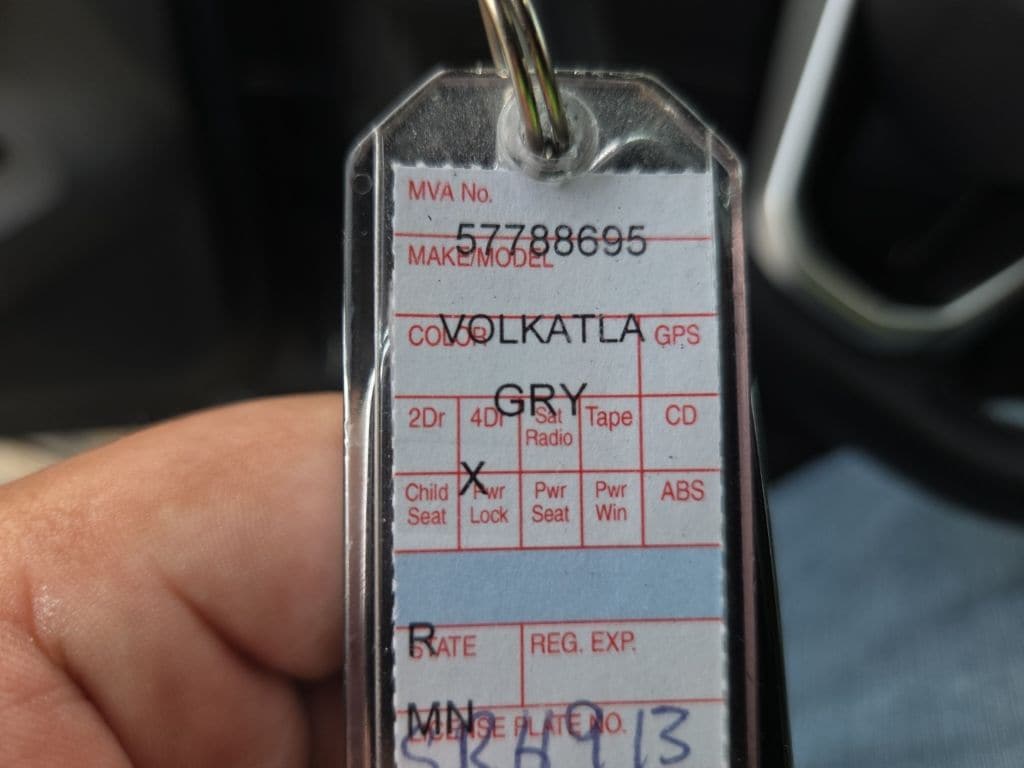 MVA No.
57788695
MAKE/MODEL
VOLKATLA
COLOR GPS
GRY
2Dr 4Dr Sat Radio Tape CD
X
Child Seat Pwr Lock Pwr Seat Pwr Win ABS
R
STATE REG. EXP.
MN
LICENSE PLATE NO.